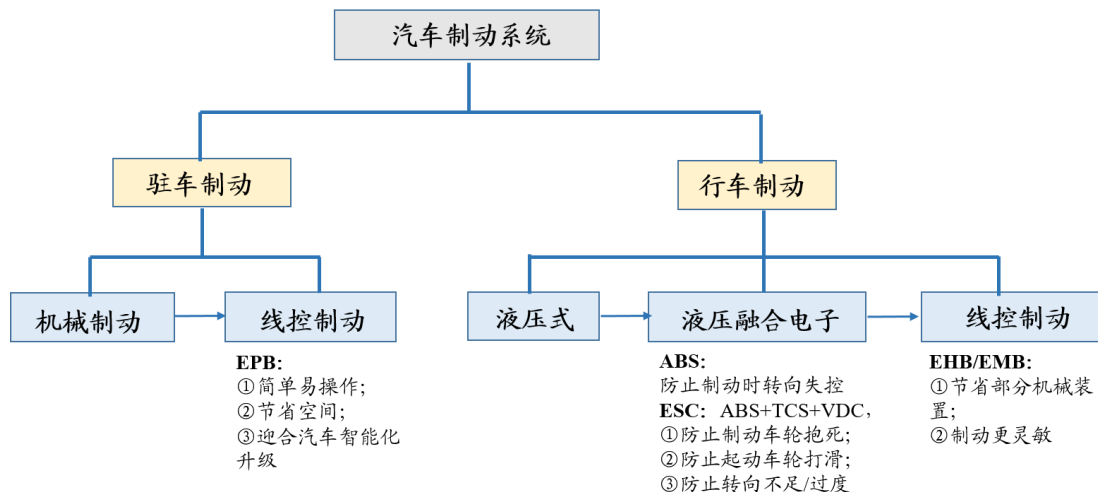 汽车制动系统
驻车制动
行车制动
机械制动
线控制动
液压式
液压融合电子
线控制动
EPB:
①简单易操作;
②节省空间;
③迎合汽车智能化
升级
ABS:
防止制动时转向失控
ESC: ABS+TCS+VDC,
①防止制动车轮抱死;
②防止起动车轮打滑;
③防止转向不足/过度
EHB/EMB:
①节省部分机械装
置;
②制动更灵敏